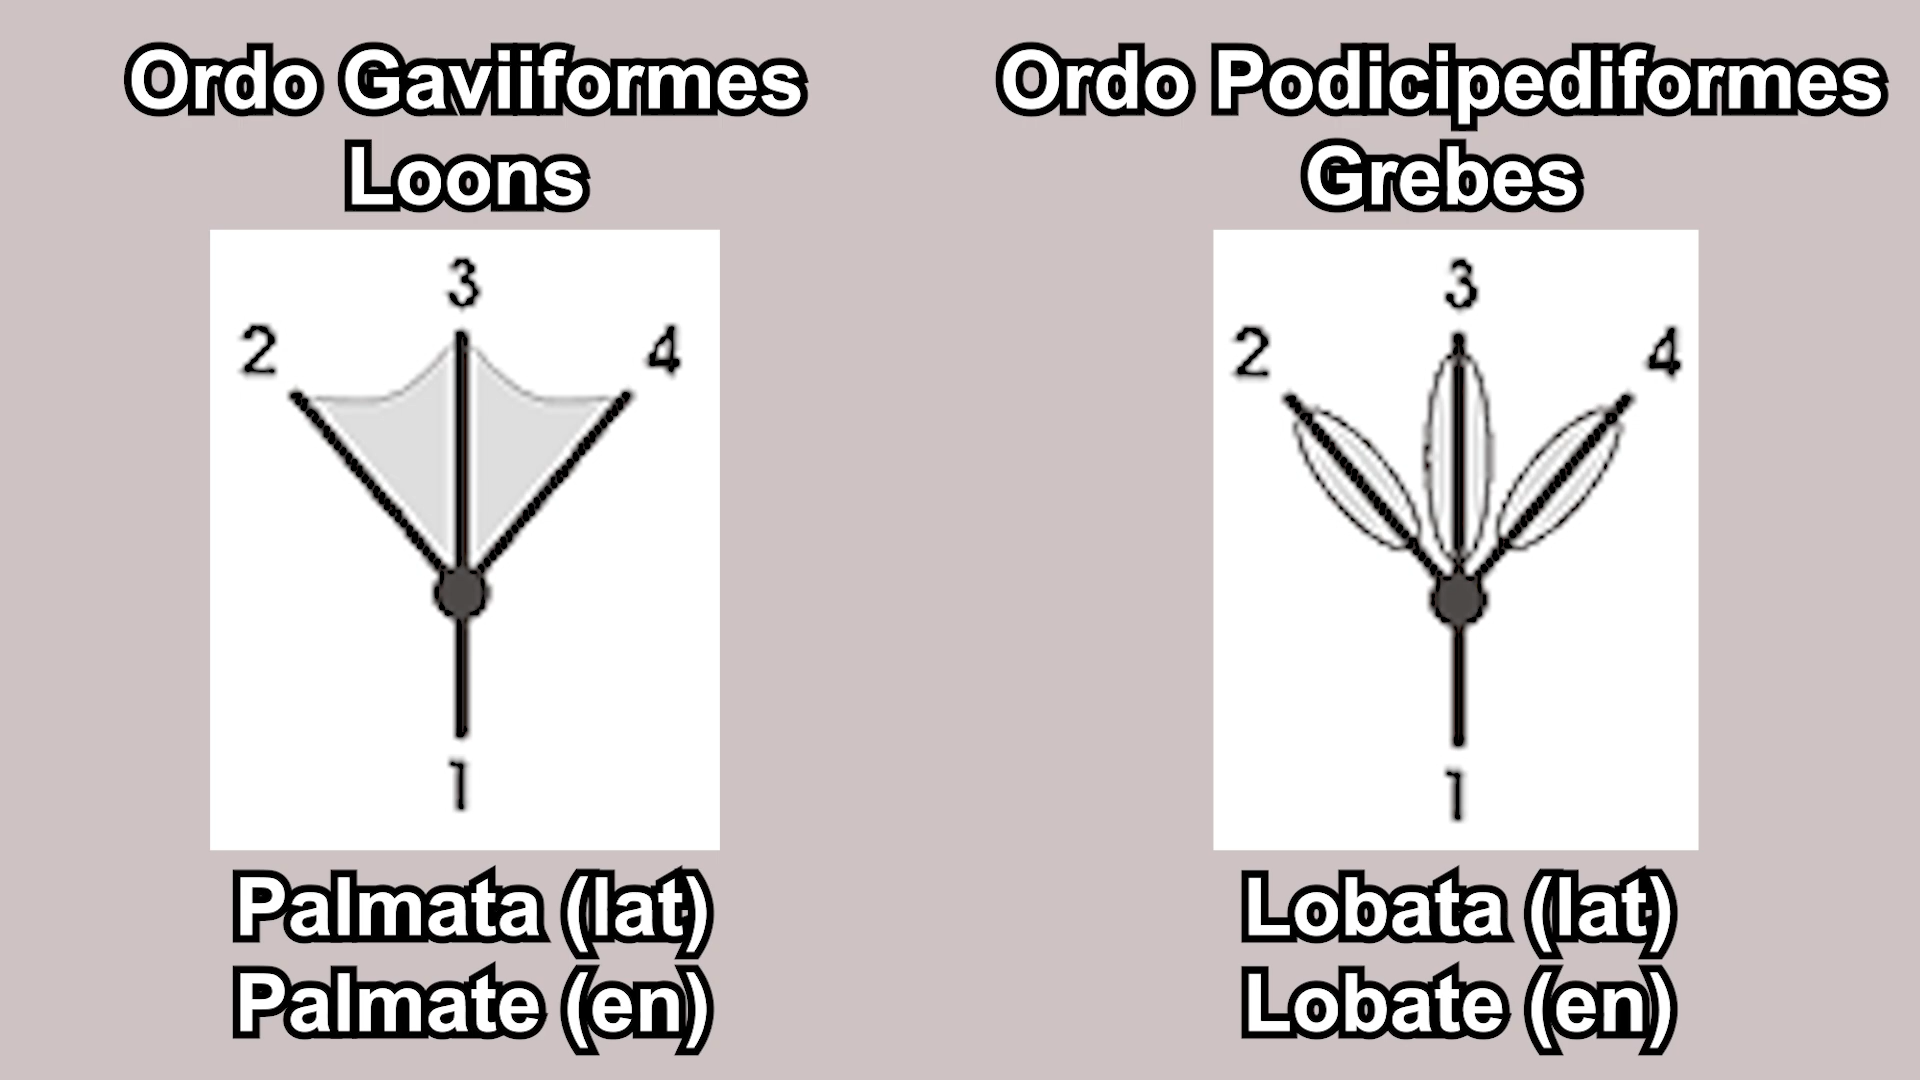 Ordo Gaviiformes
Loons
3
2
4
1
Palmata (lat)
Palmate (en)
Ordo Podicipediformes
Grebes
3
2
4
1
Lobata (lat)
Lobate (en)